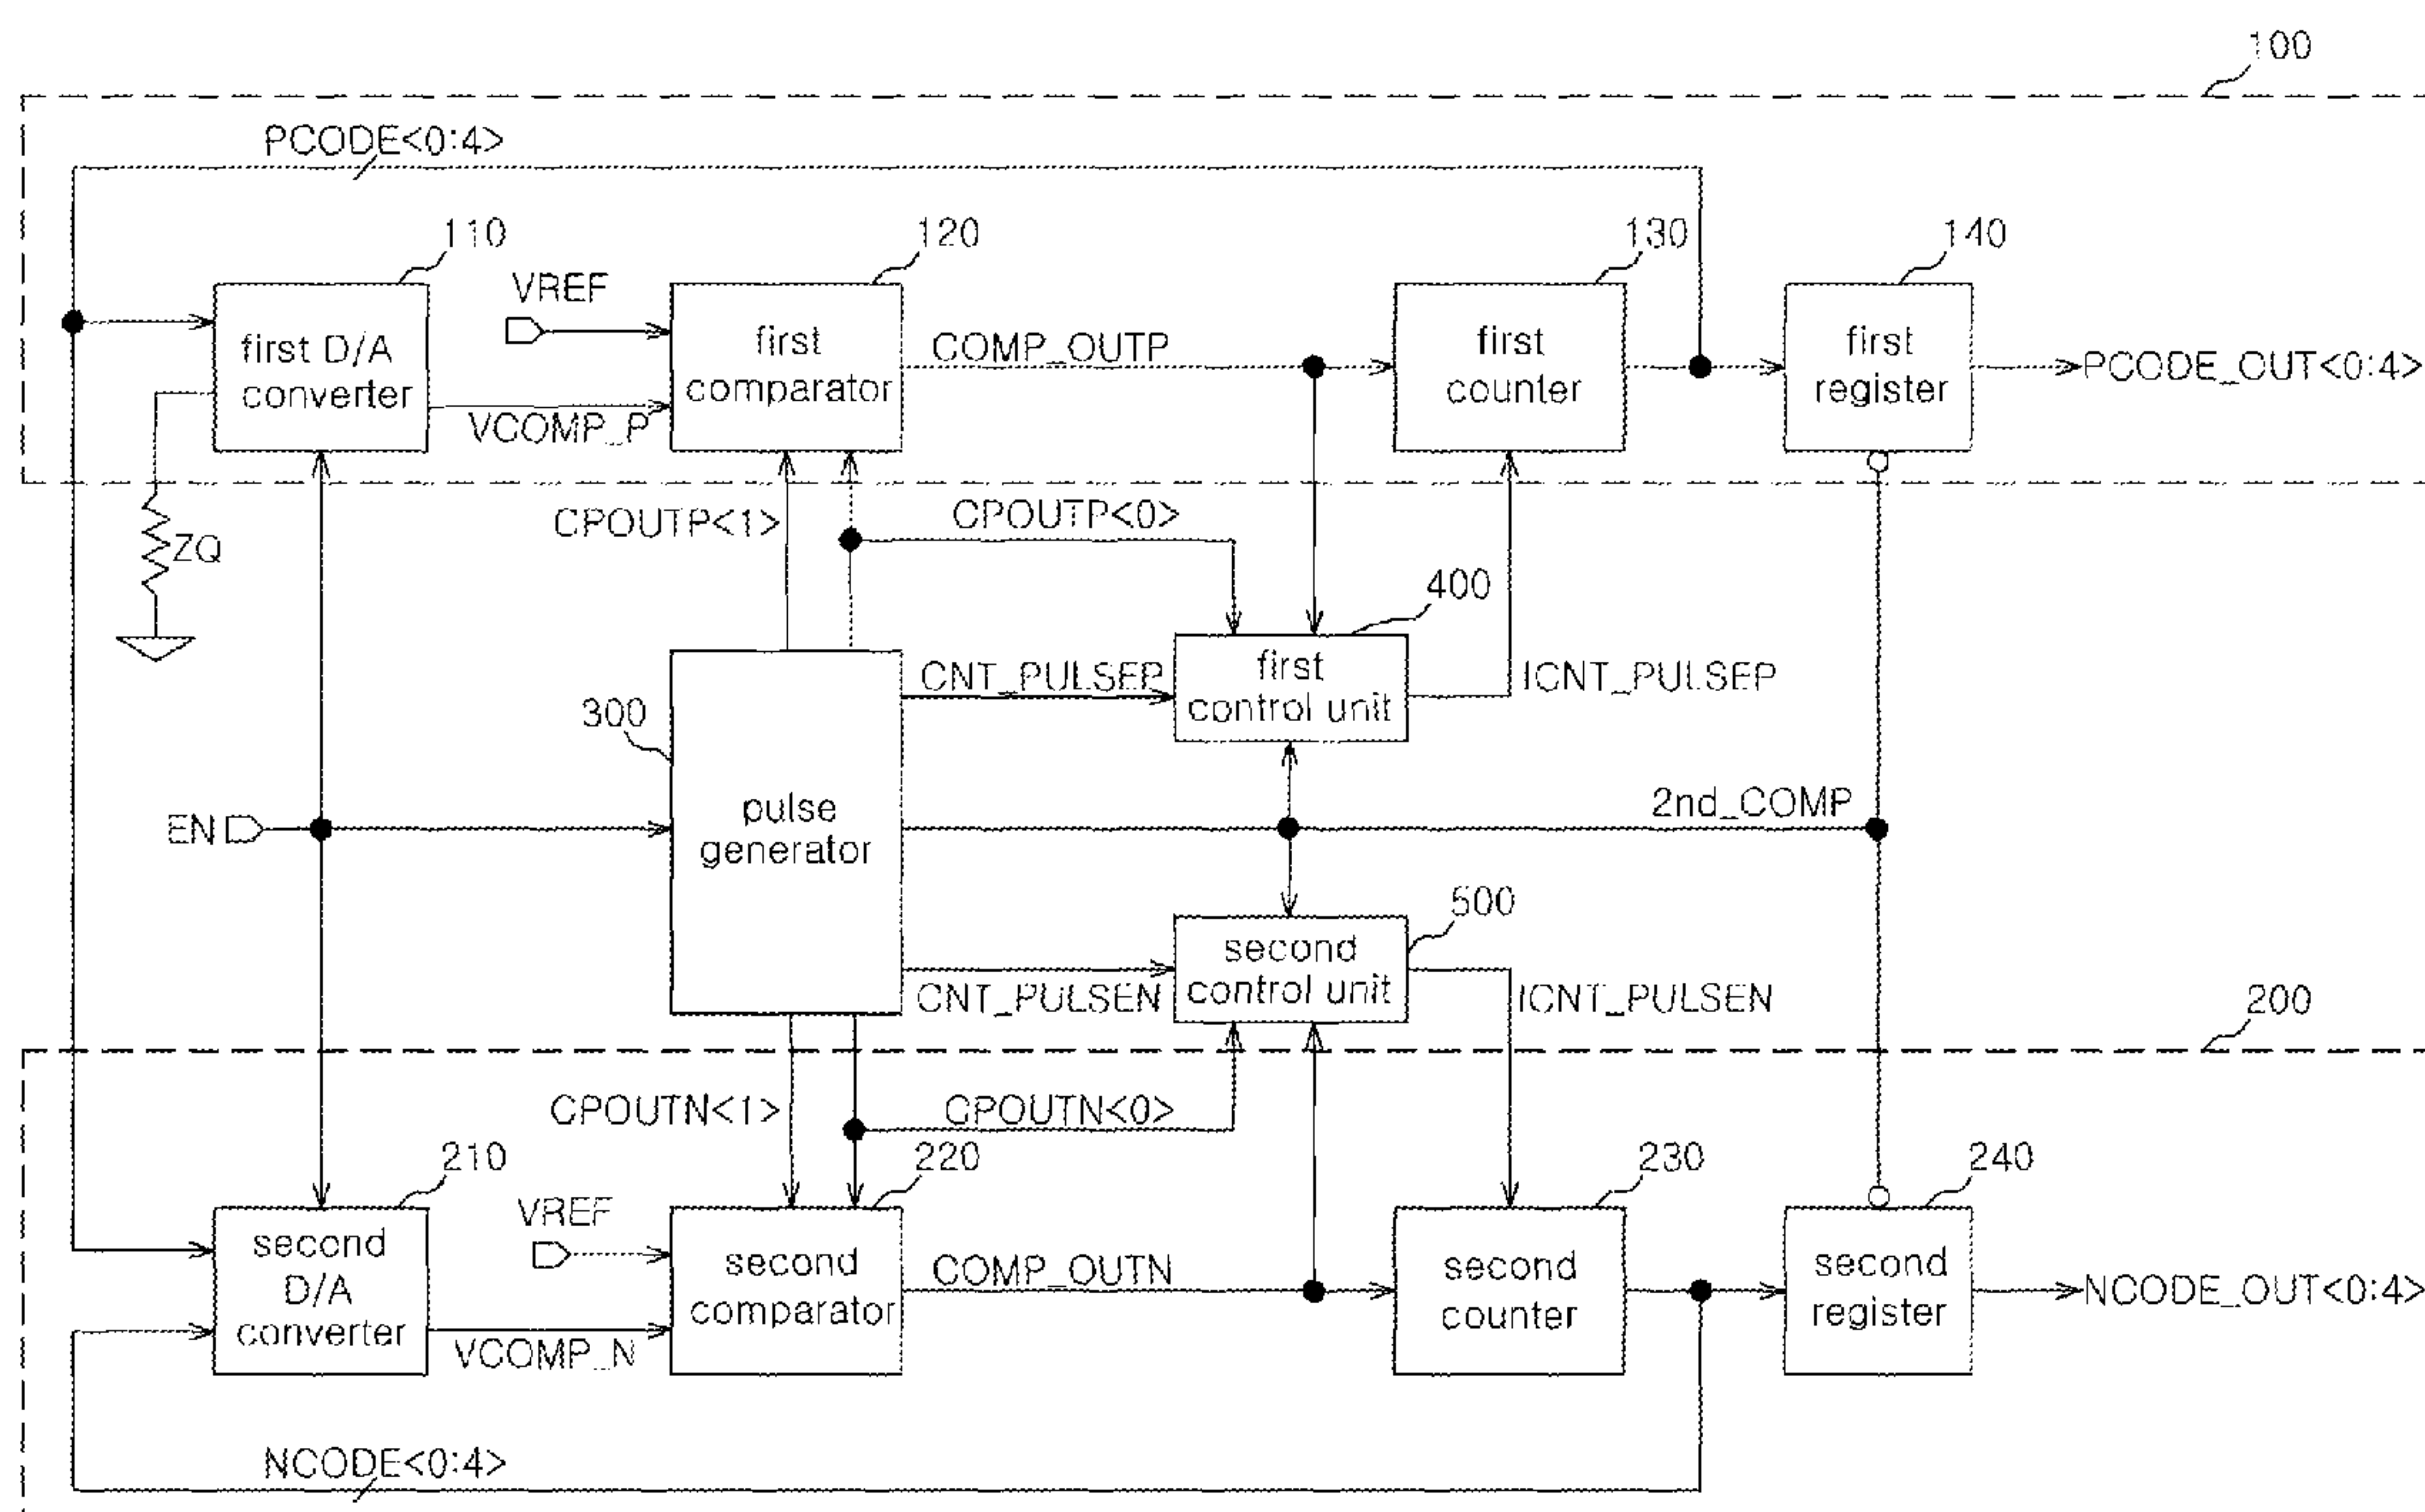 100
PCODE<0:4>
110
120
130
140
VREF
first D/A
converter
first
comparator
COMP_OUTP
first
counter
first
register
PCODE_OUT<0:4>
VCOMP_P
ZQ
CPOUTP<1>
CPOUTP<0>
400
CNT_PULSEP
first
control unit
ICNT_PULSEP
300
pulse
generator
EN
2nd_COMP
500
second
control unit
CNT_PULSEN
ICNT_PULSEN
200
CPOUTN<1>
CPOUTN<0>
210
220
230
240
VREF
second
D/A
converter
second
comparator
COMP_OUTN
second
counter
second
register
NCODE_OUT<0:4>
VCOMP_N
NCODE<0:4>